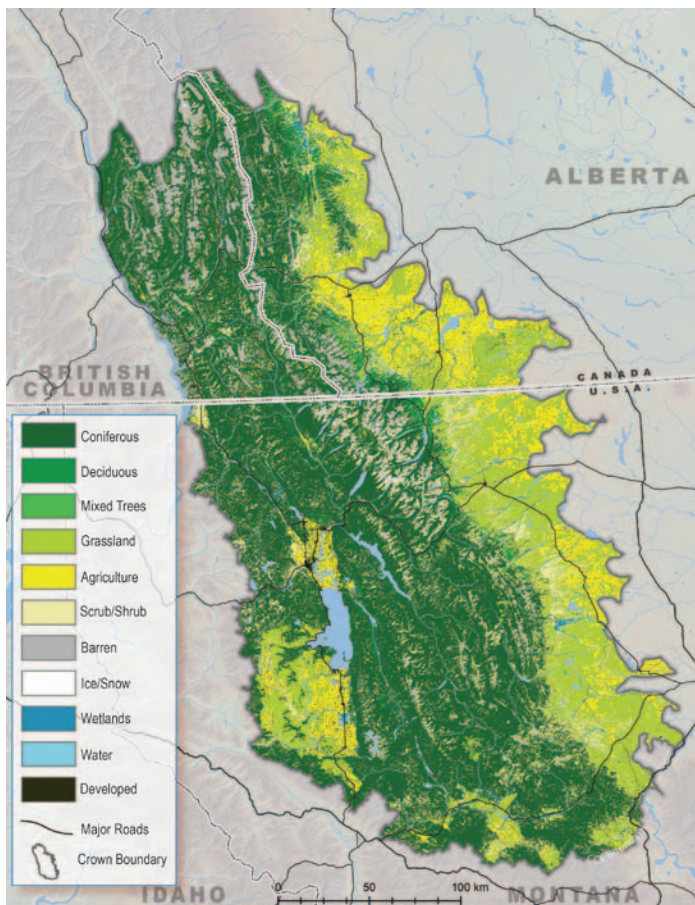 ALBERTA
BRITISH
COLUMBIA
CANADA
U.S.A.
Coniferous
Deciduous
Mixed Trees
Grassland
Agriculture
Scrub/Shrub
Barren
Ice/Snow
Wetlands
Water
Developed
Major Roads
Crown Boundary
0 50 100 km
IDAHO MONTANA